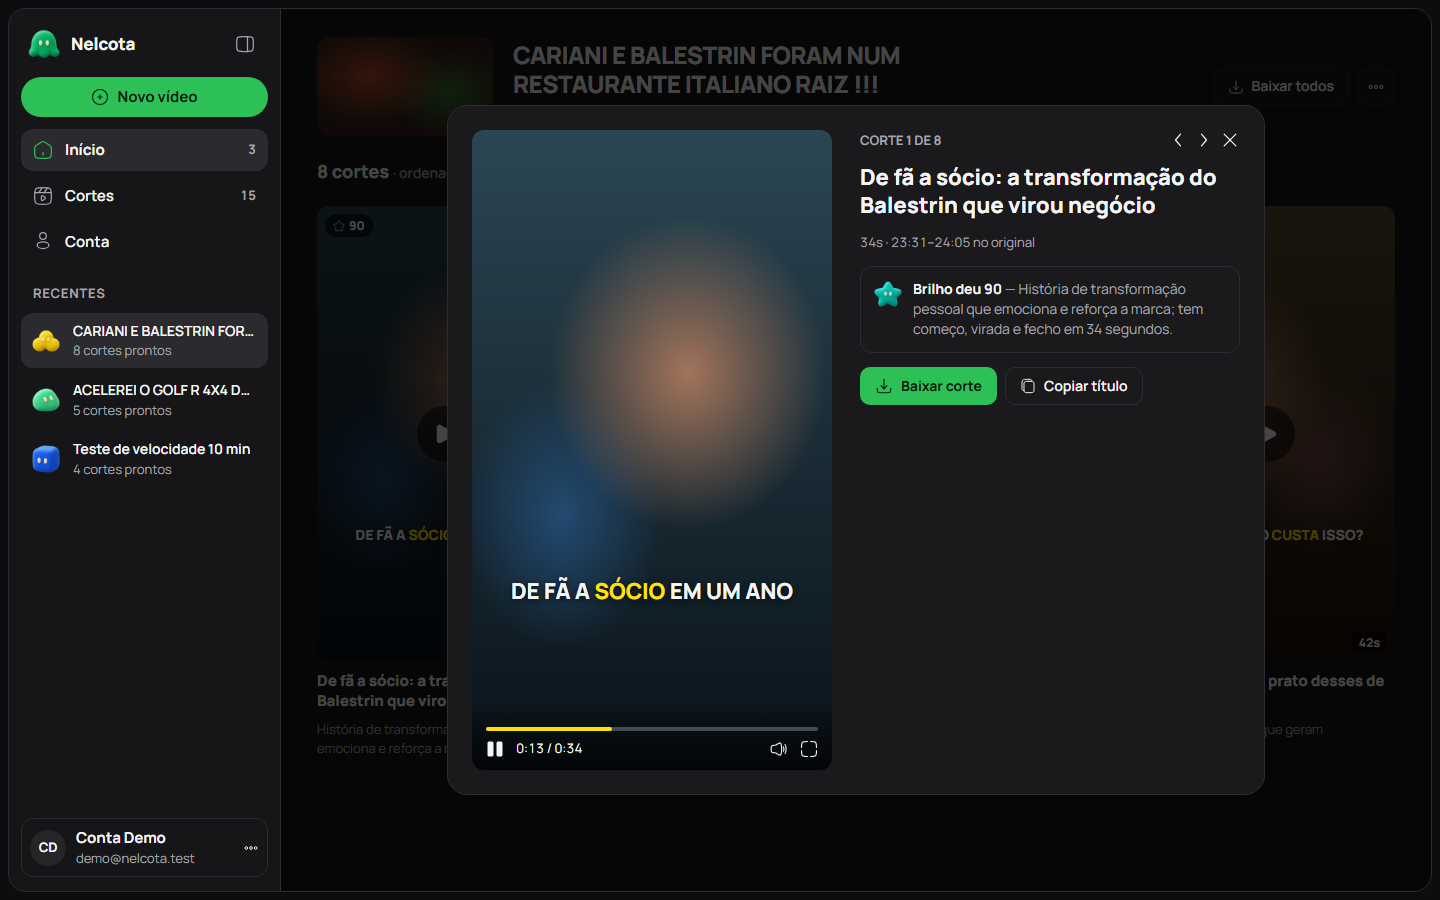 Nelcota
Novo vídeo
Início 3
Cortes 15
Conta
RECENTES
CARIANI E BALESTRIN FOR...
8 cortes prontos
ACELEREI O GOLF R 4X4 D...
5 cortes prontos
Teste de velocidade 10 min
4 cortes prontos
CD
Conta Demo
demo@nelcota.test
CARIANI E BALESTRIN FORAM NUM
RESTAURANTE ITALIANO RAIZ !!!
Baixar todos
8 cortes · ordena
90
DE FÃ A SÓCIO
De fã a sócio: a tra
Balestrin que viro
História de transforma
emociona e reforça a
DE FÃ A SÓCIO EM UM ANO
0:13 / 0:34
CORTE 1 DE 8
De fã a sócio: a transformação do
Balestrin que virou negócio
34s · 23:31–24:05 no original
Brilho deu 90 — História de transformação
pessoal que emociona e reforça a marca; tem
começo, virada e fecho em 34 segundos.
Baixar corte
Copiar título
CUSTA ISSO?
42s
prato desses de
que geram